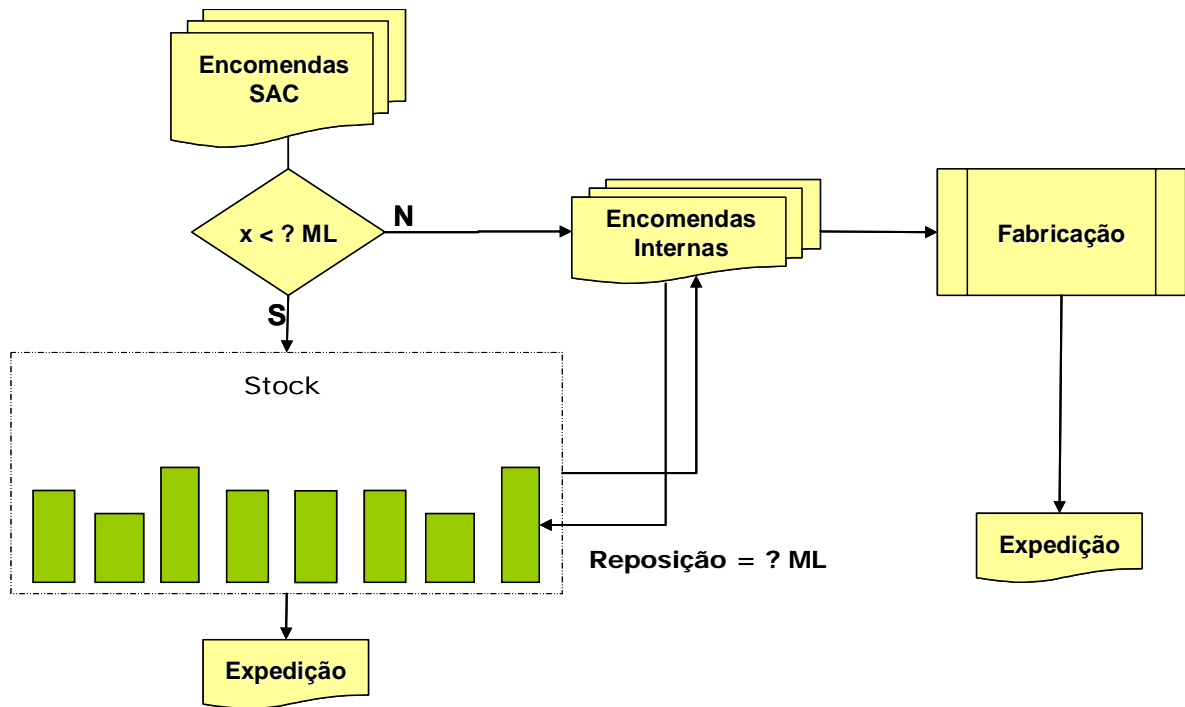 Encomendas
SAC
x < ? ML
N
S
Encomendas
Internas
Fabricação
Stock
Reposição = ? ML
Expedição
Expedição